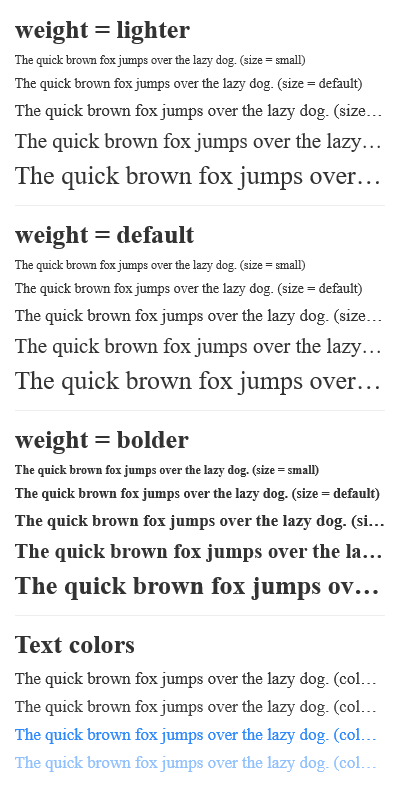 weight = lighter
The quick brown fox jumps over the lazy dog. (size = small)
The quick brown fox jumps over the lazy dog. (size = default)
The quick brown fox jumps over the lazy dog. (size…
The quick brown fox jumps over the lazy…
The quick brown fox jumps over…
weight = default
The quick brown fox jumps over the lazy dog. (size = small)
The quick brown fox jumps over the lazy dog. (size = default)
The quick brown fox jumps over the lazy dog. (size…
The quick brown fox jumps over the lazy…
The quick brown fox jumps over…
weight = bolder
The quick brown fox jumps over the lazy dog. (size = small)
The quick brown fox jumps over the lazy dog. (size = default)
The quick brown fox jumps over the lazy dog. (si…
The quick brown fox jumps over the la…
The quick brown fox jumps ov…
Text colors
The quick brown fox jumps over the lazy dog. (col…
The quick brown fox jumps over the lazy dog. (col…
The quick brown fox jumps over the lazy dog. (col…
The quick brown fox jumps over the lazy dog. (col…